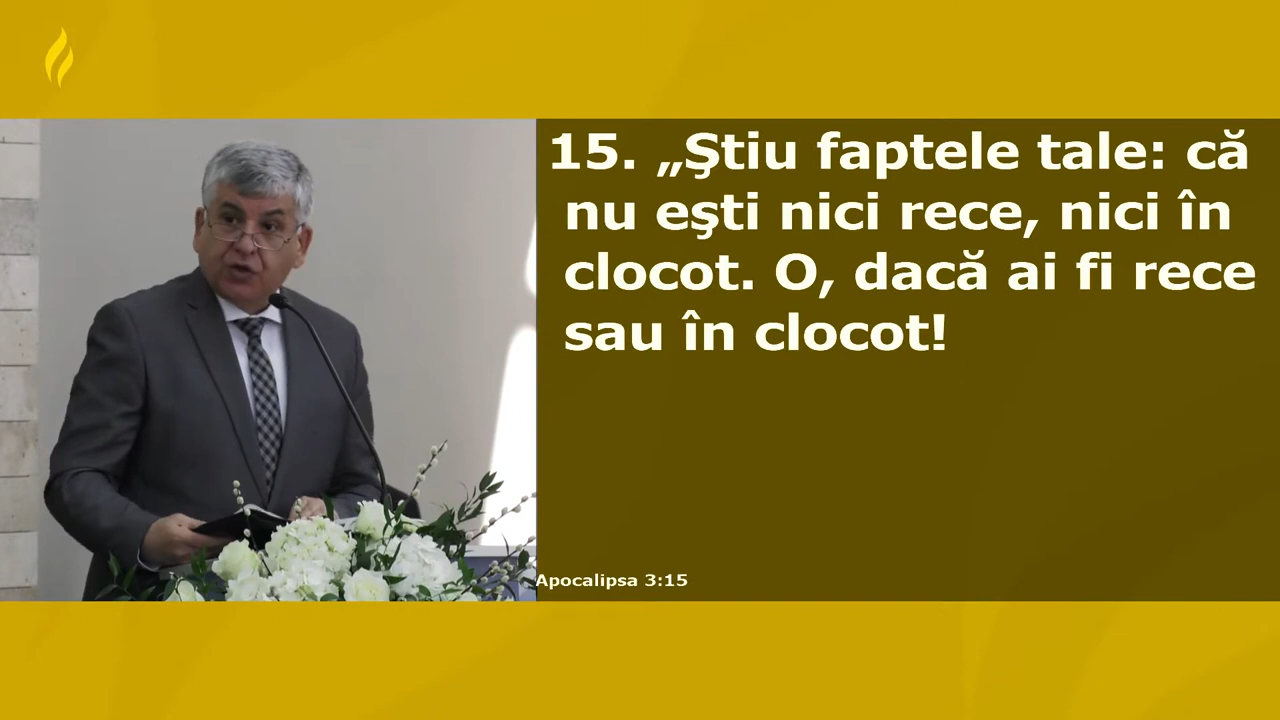 15. „Ştiu faptele tale: că
nu eşti nici rece, nici în
clocot. O, dacă ai fi rece
sau în clocot!
Apocalipsa 3:15